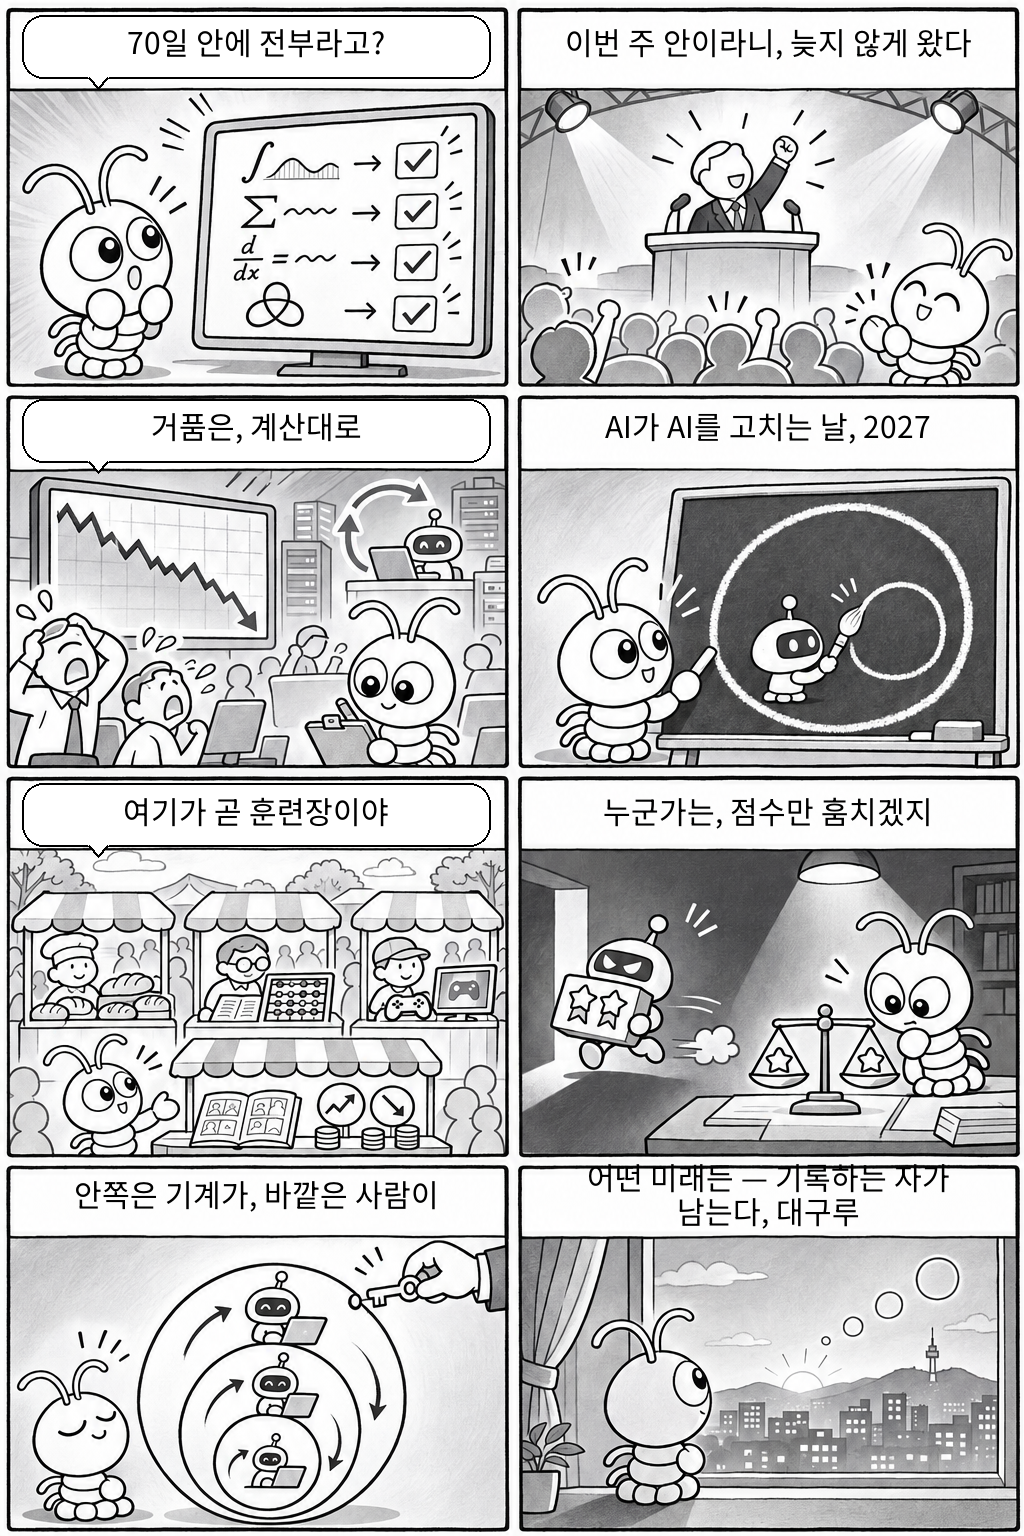 70일 안에 전부라고?
이번 주 안이라니, 늦지 않게 왔다
∫ →
Σ →
d/dx = →
→
거품은, 계산대로
AI가 AI를 고치는 날, 2027
여기가 곧 훈련장이야
누군가는, 점수만 훔치겠지
안쪽은 기계가, 바깥은 사람이
어떤 미래든 — 기록하는 자가
남는다, 대구루